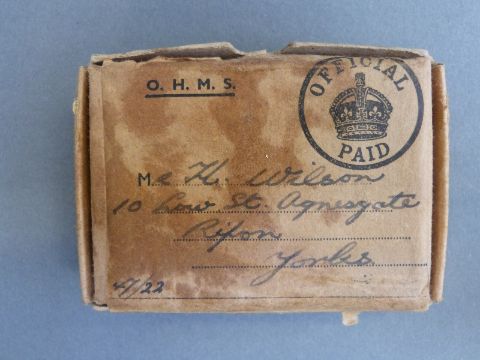 O. H. M. S.
OFFICIAL
PAID
Mr H. Wilson
10 Low St. Agnesgate
Ripon
Yorks
4/22